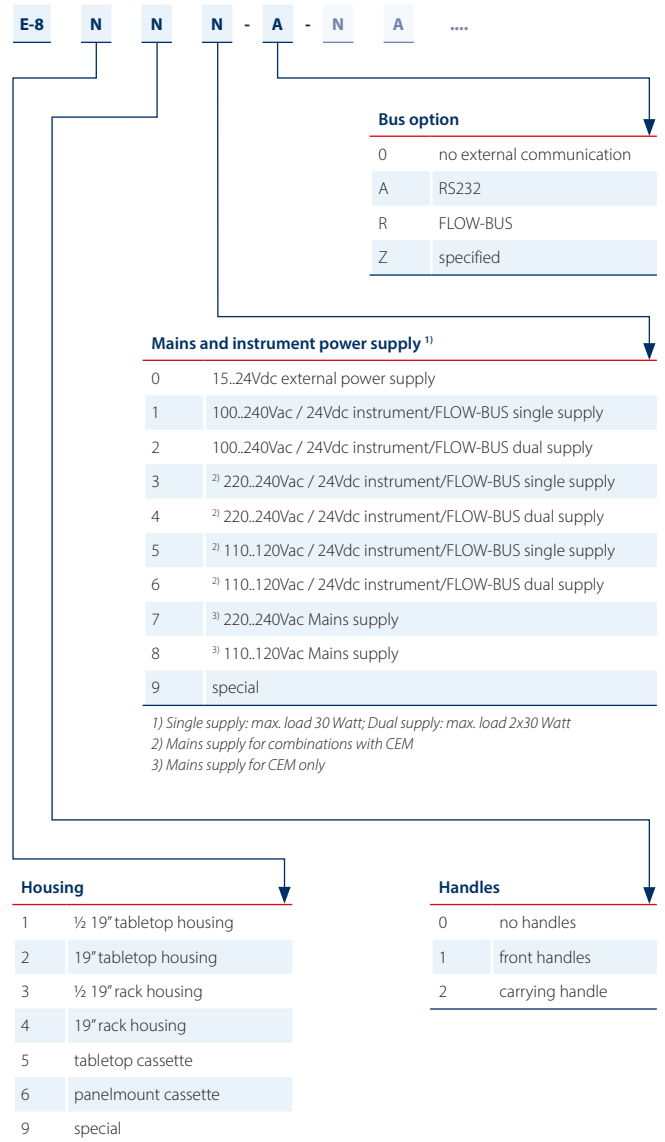 E-8 N N N - A - N A ....
Bus option
0 no external communication
A RS232
R FLOW-BUS
Z specified
Mains and instrument power supply 1)
0 15..24Vdc external power supply
1 100..240Vac / 24Vdc instrument/FLOW-BUS single supply
2 100..240Vac / 24Vdc instrument/FLOW-BUS dual supply
3 2) 220..240Vac / 24Vdc instrument/FLOW-BUS single supply
4 2) 220..240Vac / 24Vdc instrument/FLOW-BUS dual supply
5 2) 110..120Vac / 24Vdc instrument/FLOW-BUS single supply
6 2) 110..120Vac / 24Vdc instrument/FLOW-BUS dual supply
7 3) 220..240Vac Mains supply
8 3) 110..120Vac Mains supply
9 special
1) Single supply: max. load 30 Watt; Dual supply: max. load 2x30 Watt
2) Mains supply for combinations with CEM
3) Mains supply for CEM only
Housing
1 ½ 19” tabletop housing
2 19” tabletop housing
3 ½ 19” rack housing
4 19” rack housing
5 tabletop cassette
6 panelmount cassette
9 special
Handles
0 no handles
1 front handles
2 carrying handle